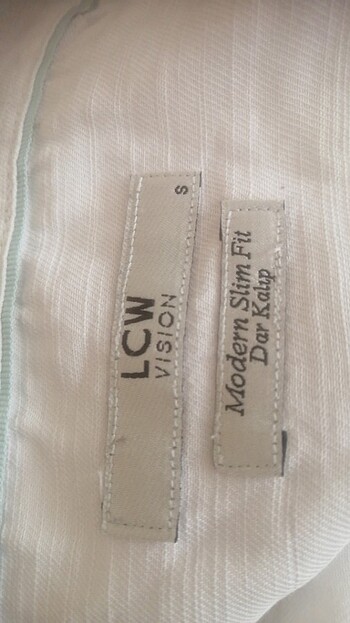 LCW
VISION
S
Modern Slim Fit
Dar Kalıp